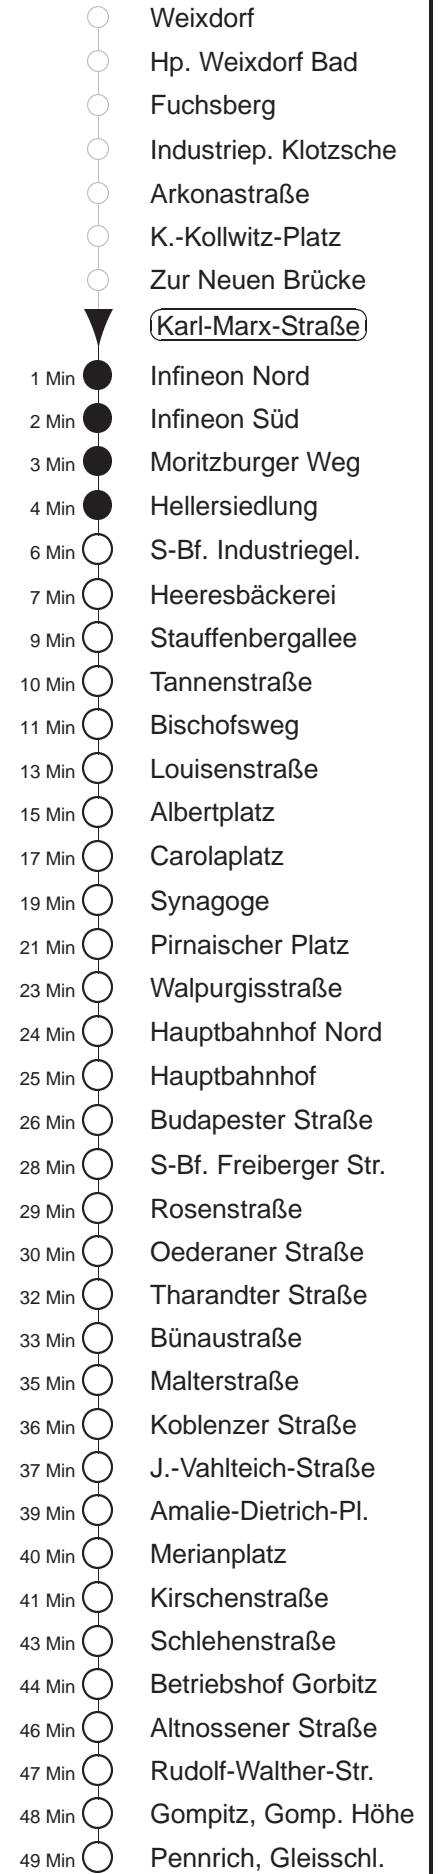 Weixdorf
Hp. Weixdorf Bad
Fuchsberg
Industriep. Klotzsche
Arkonastraße
K.-Kollwitz-Platz
Zur Neuen Brücke
Karl-Marx-Straße
1 Min Infineon Nord
2 Min Infineon Süd
3 Min Moritzburger Weg
4 Min Hellersiedlung
6 Min S-Bf. Industriegel.
7 Min Heeresbäckerei
9 Min Stauffenbergallee
10 Min Tannenstraße
11 Min Bischofsweg
13 Min Louisenstraße
15 Min Albertplatz
17 Min Carolaplatz
19 Min Synagoge
21 Min Pirnaischer Platz
23 Min Walpurgisstraße
24 Min Hauptbahnhof Nord
25 Min Hauptbahnhof
26 Min Budapester Straße
28 Min S-Bf. Freiberger Str.
29 Min Rosenstraße
30 Min Oederaner Straße
32 Min Tharandter Straße
33 Min Bünaustraße
35 Min Malterstraße
36 Min Koblenzer Straße
37 Min J.-Vahlteich-Straße
39 Min Amalie-Dietrich-Pl.
40 Min Merianplatz
41 Min Kirschenstraße
43 Min Schlehenstraße
44 Min Betriebshof Gorbitz
46 Min Altnossener Straße
47 Min Rudolf-Walther-Str.
48 Min Gompitz, Gomp. Höhe
49 Min Pennrich, Gleisschl.